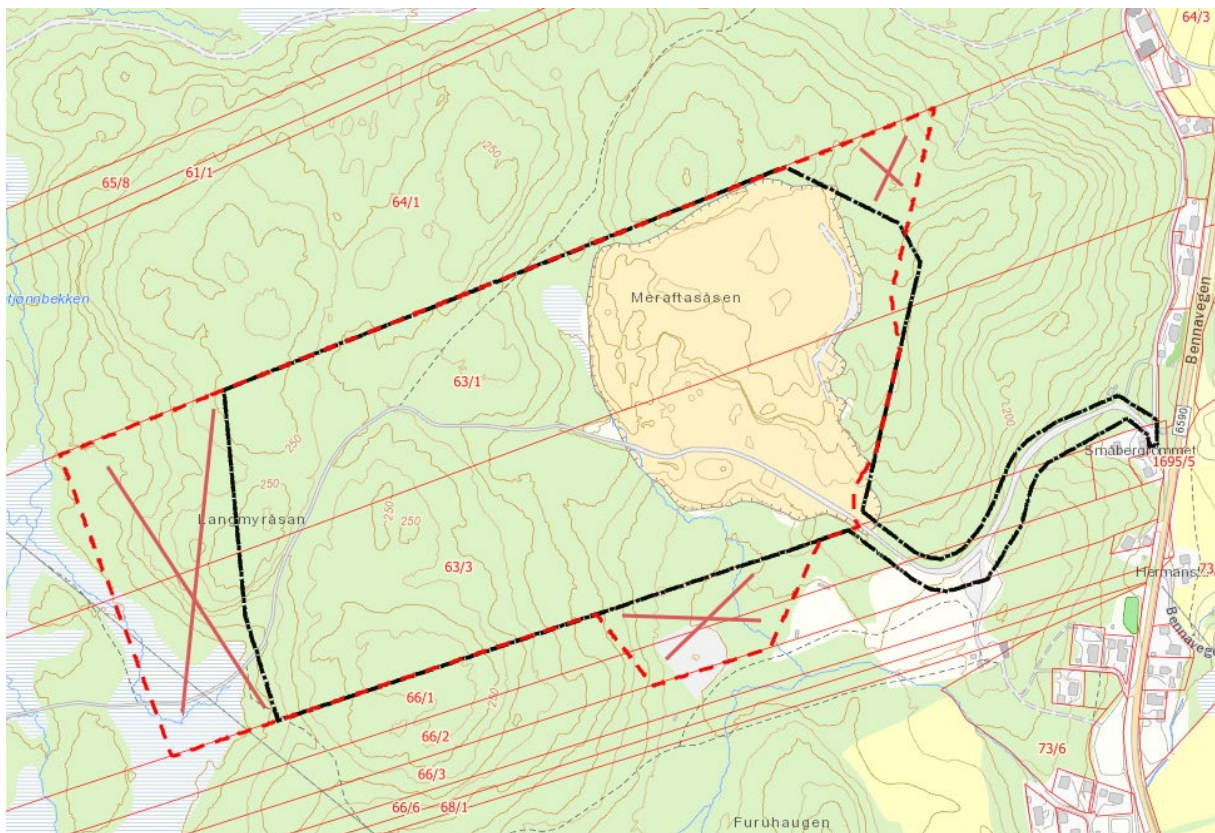 64/3
250
65/8
61/1
64/1
tjønnbekken
Meraftasåsen
Bennavegen
63/1
200
6590
250
Småbergrommet
1695/5
250
Langmyråsan
250
250
63/3
Hermans...
73/
Bennavege
66/1
250
66/2
66/3
73/6
66/6
68/1
Furuhaugen